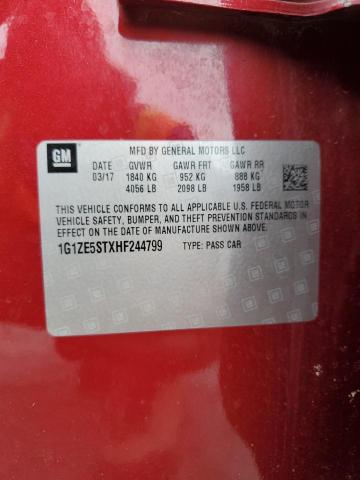 GM
MFD BY GENERAL MOTORS LLC
DATE GVWR GAWR FRT GAWR RR
03/17 1840 KG 952 KG 888 KG
4056 LB 2098 LB 1958 LB
THIS VEHICLE CONFORMS TO ALL APPLICABLE U.S. FEDERAL MOTOR
VEHICLE SAFETY, BUMPER, AND THEFT PREVENTION STANDARDS IN
EFFECT ON THE DATE OF MANUFACTURE SHOWN ABOVE.
1G1ZE5STXHF244799 TYPE: PASS CAR